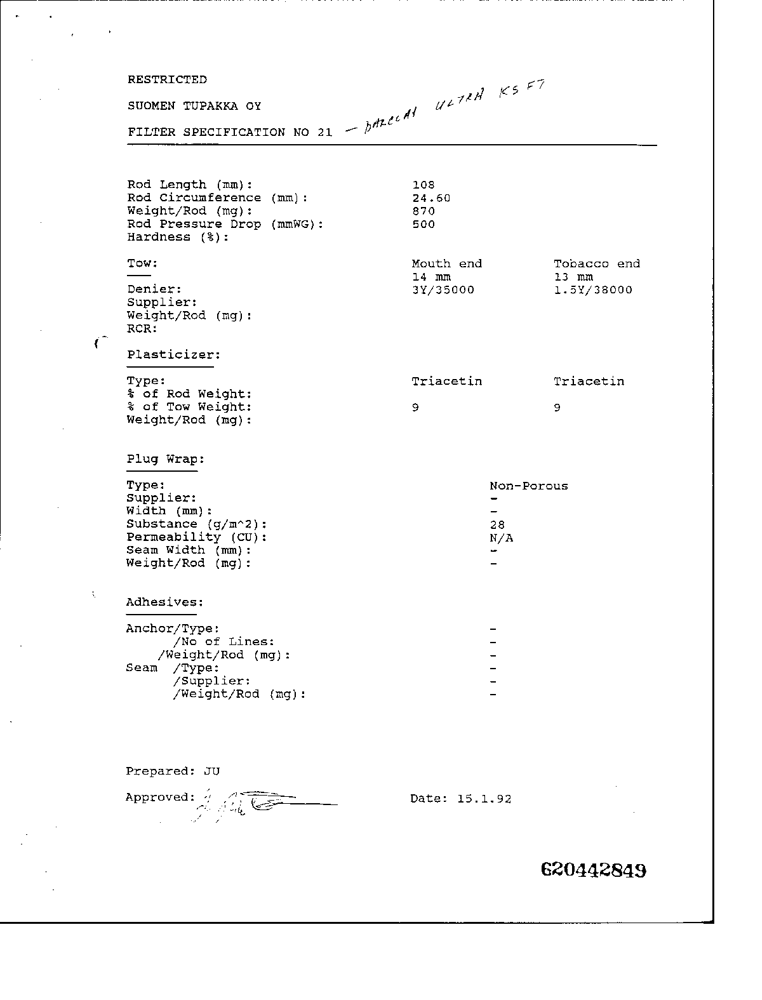 RESTRICTED
SUOMEN TUPAKKA OY
FILTER SPECIFICATION NO 21 – BARCLAY ULTRA KS FT
Rod Length (mm): 108
Rod Circumference (mm): 24.60
Weight/Rod (mg): 870
Rod Pressure Drop (mmWG): 500
Hardness (%):
Tow: Mouth end Tobacco end
14 mm 13 mm
Denier: 3Y/35000 1.5Y/38000
Supplier:
Weight/Rod (mg):
RCR:
Plasticizer:
Type: Triacetin Triacetin
% of Rod Weight:
% of Tow Weight: 9 9
Weight/Rod (mg):
Plug Wrap:
Type: Non-Porous
Supplier: -
Width (mm): -
Substance (g/m^2): 28
Permeability (CU): N/A
Seam Width (mm): -
Weight/Rod (mg): -
Adhesives:
Anchor/Type: -
/No of Lines: -
/Weight/Rod (mg): -
Seam /Type: -
/Supplier: -
/Weight/Rod (mg): -
Prepared: JU
Approved: Date: 15.1.92
620442849